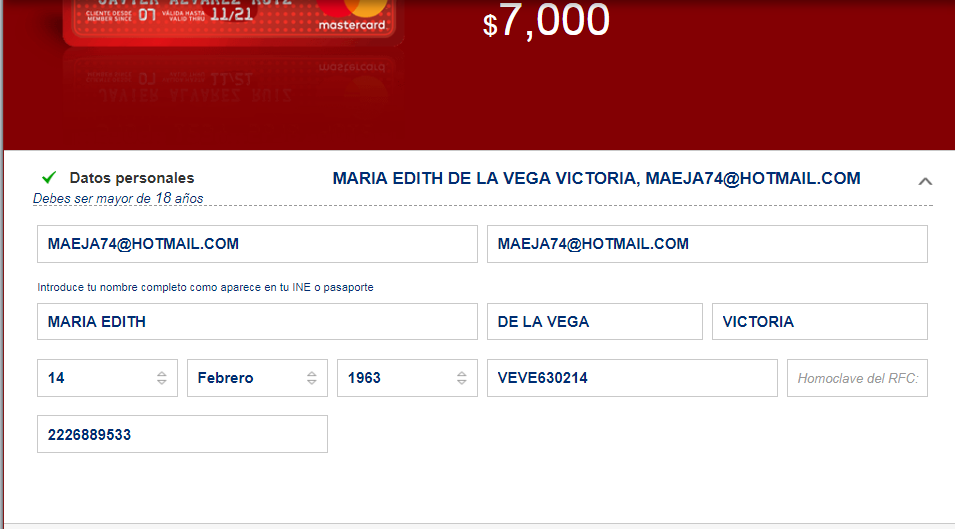 JAVIER ALVAREZ RUIZ
CLIENTE DESDE MEMBER SINCE 07 VÁLIDA HASTA VALID THRU 11/21
mastercard
$7,000
Datos personales
MARIA EDITH DE LA VEGA VICTORIA, MAEJA74@HOTMAIL.COM
Debes ser mayor de 18 años
MAEJA74@HOTMAIL.COM MAEJA74@HOTMAIL.COM
Introduce tu nombre completo como aparece en tu INE o pasaporte
MARIA EDITH DE LA VEGA VICTORIA
14 Febrero 1963 VEVE630214 Homoclave del RFC:
2226889533